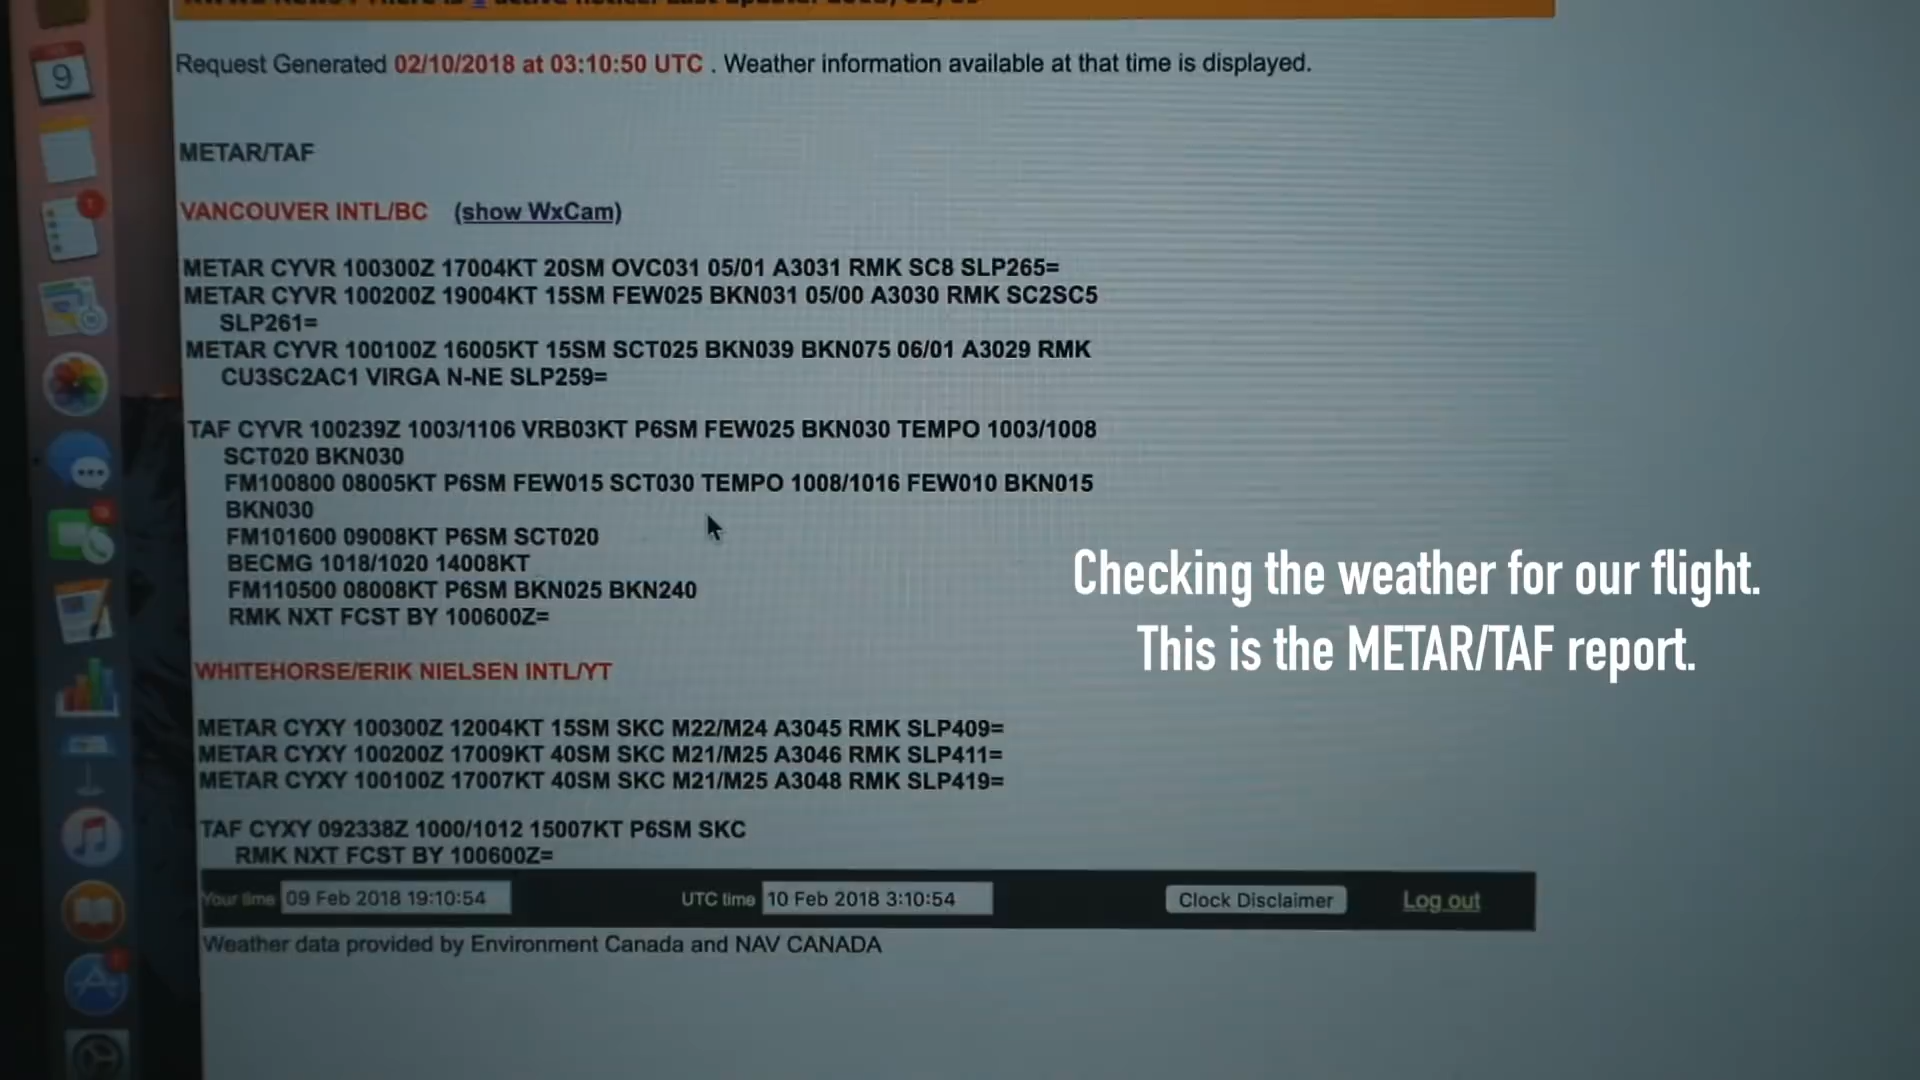 9
Request Generated 02/10/2018 at 03:10:50 UTC . Weather information available at that time is displayed.
METAR/TAF
VANCOUVER INTL/BC (show WxCam)
METAR CYVR 100300Z 17004KT 20SM OVC031 05/01 A3031 RMK SC8 SLP265=
METAR CYVR 100200Z 19004KT 15SM FEW025 BKN031 05/00 A3030 RMK SC2SC5
SLP261=
METAR CYVR 100100Z 16005KT 15SM SCT025 BKN039 BKN075 06/01 A3029 RMK
CU3SC2AC1 VIRGA N-NE SLP259=
TAF CYVR 100239Z 1003/1106 VRB03KT P6SM FEW025 BKN030 TEMPO 1003/1008
SCT020 BKN030
FM100800 08005KT P6SM FEW015 SCT030 TEMPO 1008/1016 FEW010 BKN015
BKN030
FM101600 09008KT P6SM SCT020
BECMG 1018/1020 14008KT
FM110500 08008KT P6SM BKN025 BKN240
RMK NXT FCST BY 100600Z=
Checking the weather for our flight.
This is the METAR/TAF report.
WHITEHORSE/ERIK NIELSEN INTL/YT
METAR CYXY 100300Z 12004KT 15SM SKC M22/M24 A3045 RMK SLP409=
METAR CYXY 100200Z 17009KT 40SM SKC M21/M25 A3046 RMK SLP411=
METAR CYXY 100100Z 17007KT 40SM SKC M21/M25 A3048 RMK SLP419=
TAF CYXY 092338Z 1000/1012 15007KT P6SM SKC
RMK NXT FCST BY 100600Z=
Your time 09 Feb 2018 19:10:54 UTC time 10 Feb 2018 3:10:54 Clock Disclaimer Log out
Weather data provided by Environment Canada and NAV CANADA